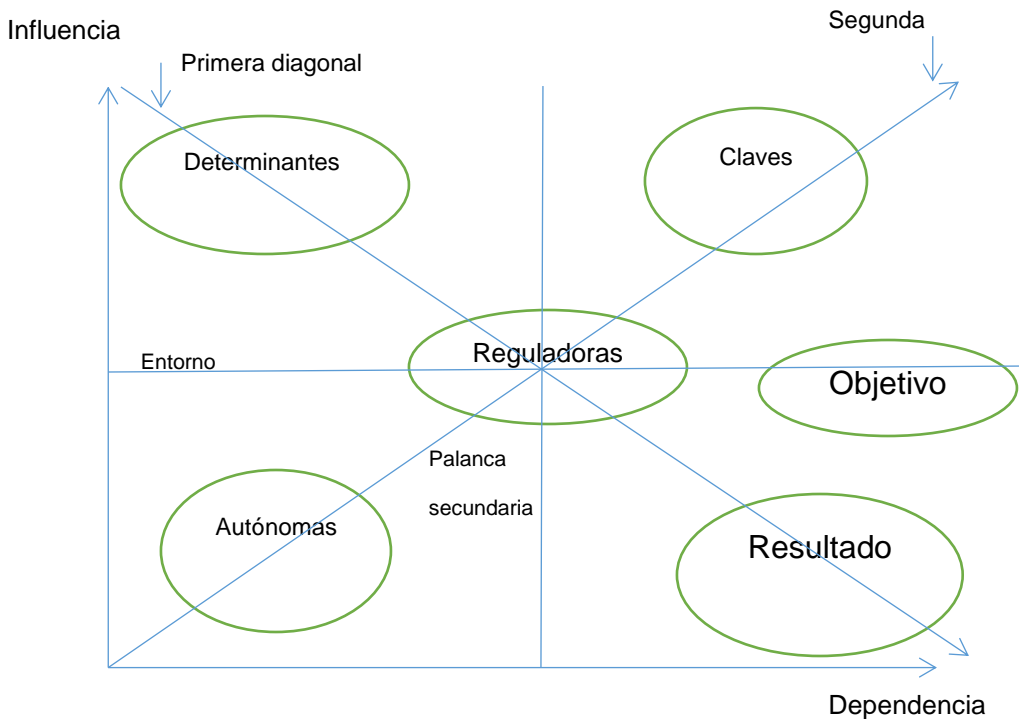 Influencia
Segunda
Primera diagonal
Determinantes
Claves
Entorno
Reguladoras
Objetivo
Palanca
secundaria
Autónomas
Resultado
Dependencia